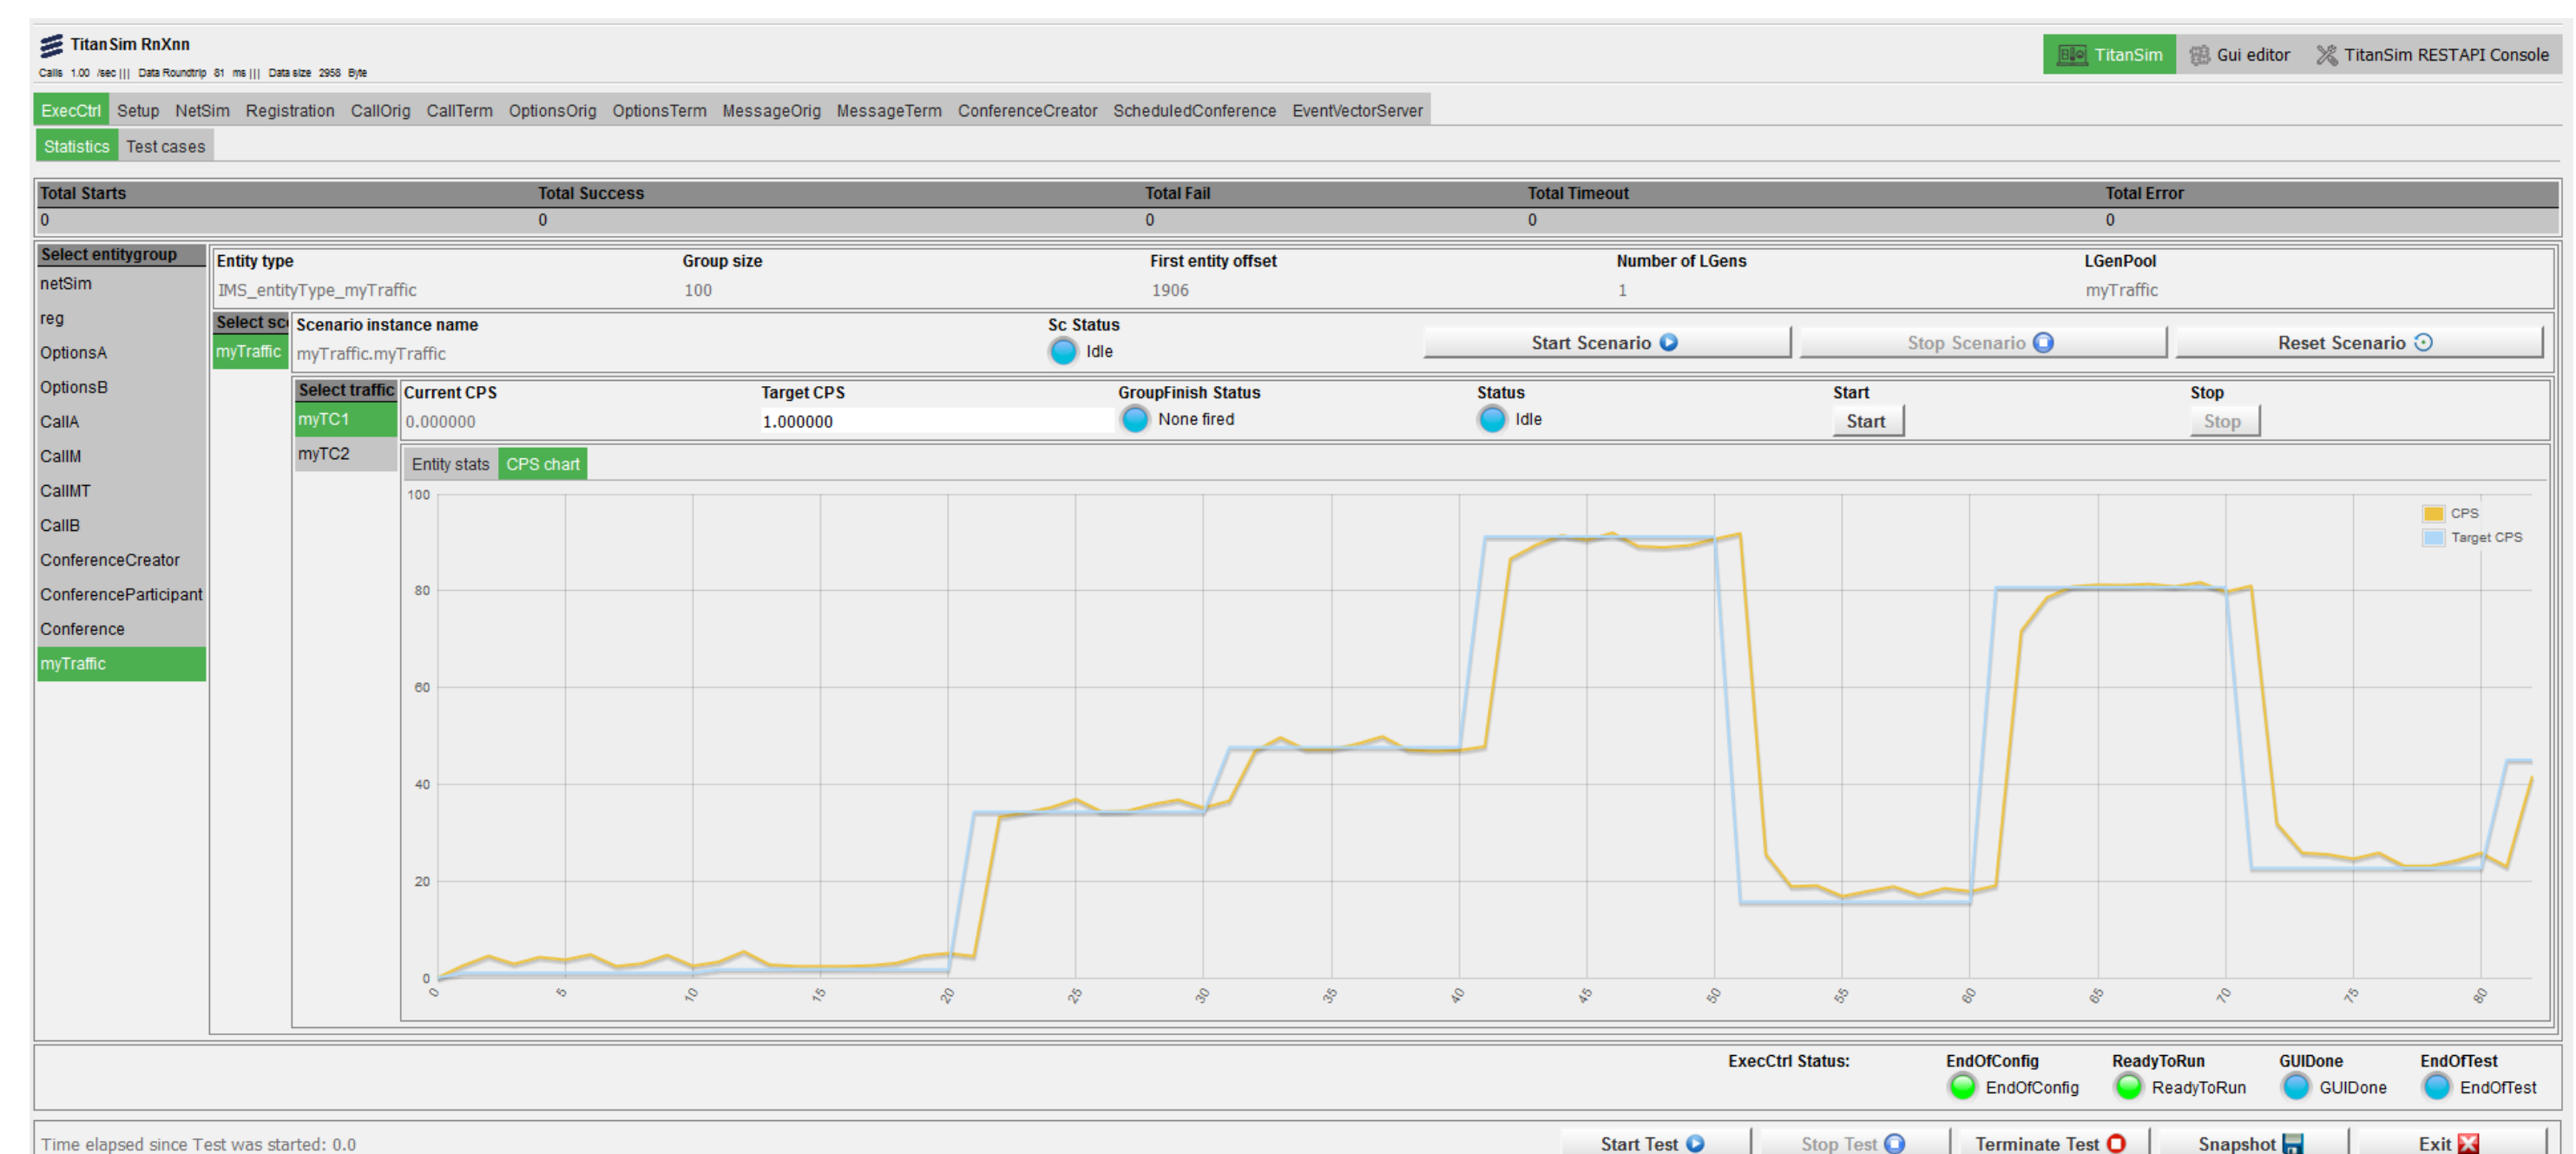 TitanSim RnXnn
Calls 1.00 /sec ||| Data Roundtrip 81 ms ||| Data size 2958 Byte
TitanSim Gui editor TitanSim RESTAPI Console
ExecCtrl Setup NetSim Registration CallOrig CallTerm OptionsOrig OptionsTerm MessageOrig MessageTerm ConferenceCreator ScheduledConference EventVectorServer
Statistics Test cases
Total Starts Total Success Total Fail Total Timeout Total Error
0 0 0 0 0
Select entitygroup
netSim
reg
OptionsA
OptionsB
CallA
CallM
CallMT
CallB
ConferenceCreator
ConferenceParticipant
Conference
myTraffic
Entity type Group size First entity offset Number of LGens LGenPool
IMS_entityType_myTraffic 100 1906 1 myTraffic
Select sc
myTraffic
Scenario instance name Sc Status
myTraffic.myTraffic Idle Start Scenario Stop Scenario Reset Scenario
Select traffic
myTC1
myTC2
Current CPS Target CPS GroupFinish Status Status Start Stop
0.000000 1.000000 None fired Idle Start Stop
Entity stats CPS chart
100
80
60
40
20
0
CPS
Target CPS
0 5 10 15 20 25 30 35 40 45 50 55 60 65 70 75 80
ExecCtrl Status: EndOfConfig ReadyToRun GUIDone EndOfTest
EndOfConfig ReadyToRun GUIDone EndOfTest
Time elapsed since Test was started: 0.0 Start Test Stop Test Terminate Test Snapshot Exit